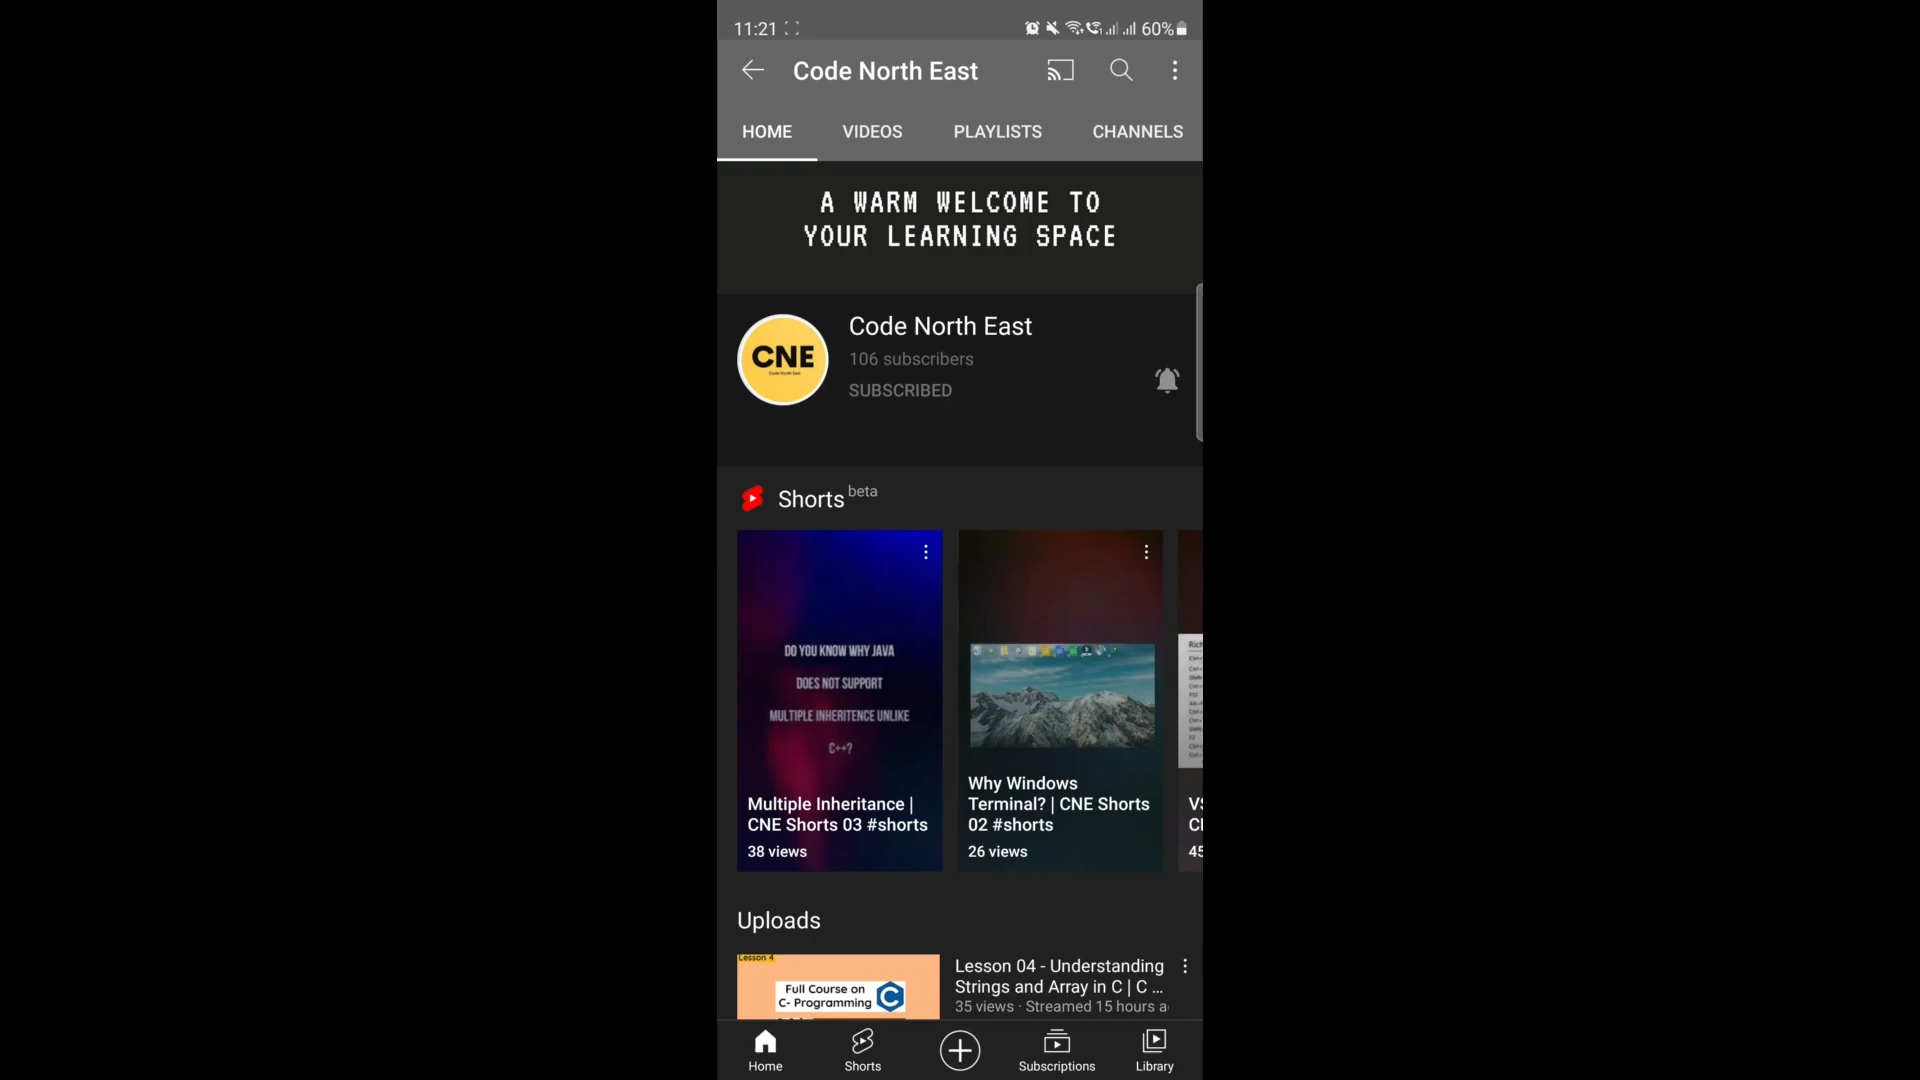 11:21
60%
Code North East
HOME VIDEOS PLAYLISTS CHANNELS
A WARM WELCOME TO
YOUR LEARNING SPACE
CNE
Code North East
Code North East
106 subscribers
SUBSCRIBED
Shorts beta
DO YOU KNOW WHY JAVA
DOES NOT SUPPORT
MULTIPLE INHERITENCE UNLIKE
C++?
Multiple Inheritance |
CNE Shorts 03 #shorts
38 views
Why Windows
Terminal? | CNE Shorts
02 #shorts
26 views
45
Uploads
Lesson 4
Full Course on
C- Programming
Lesson 04 - Understanding
Strings and Array in C | C ...
35 views · Streamed 15 hours a
Home
Shorts
Subscriptions
Library